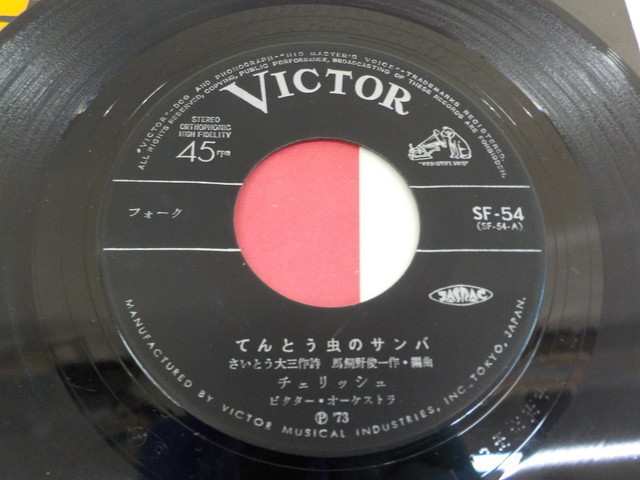 "VICTOR"-DOG AND PHONOGRAPH-"HIS MASTER'S VOICE"-TRADEMARKS REGISTERED.
ALL RIGHTS RESERVED, COPYING, PUBLIC PERFORMANCE, BROADCASTING OF THESE RECORDS ARE FORBIDDEN.
VICTOR
STEREO
ORTHOPHONIC
HIGH FIDELITY
45rpm
"HIS MASTER'S VOICE"
フォーク
SF-54
(SF-54-A)
JASRAC
てんとう虫のサンバ
さいとう大三作詩 馬飼野俊一作・編曲
チェリッシュ
ビクター・オーケストラ
Ⓟ '73
MANUFACTURED BY VICTOR MUSICAL INDUSTRIES, INC., TOKYO, JAPAN.